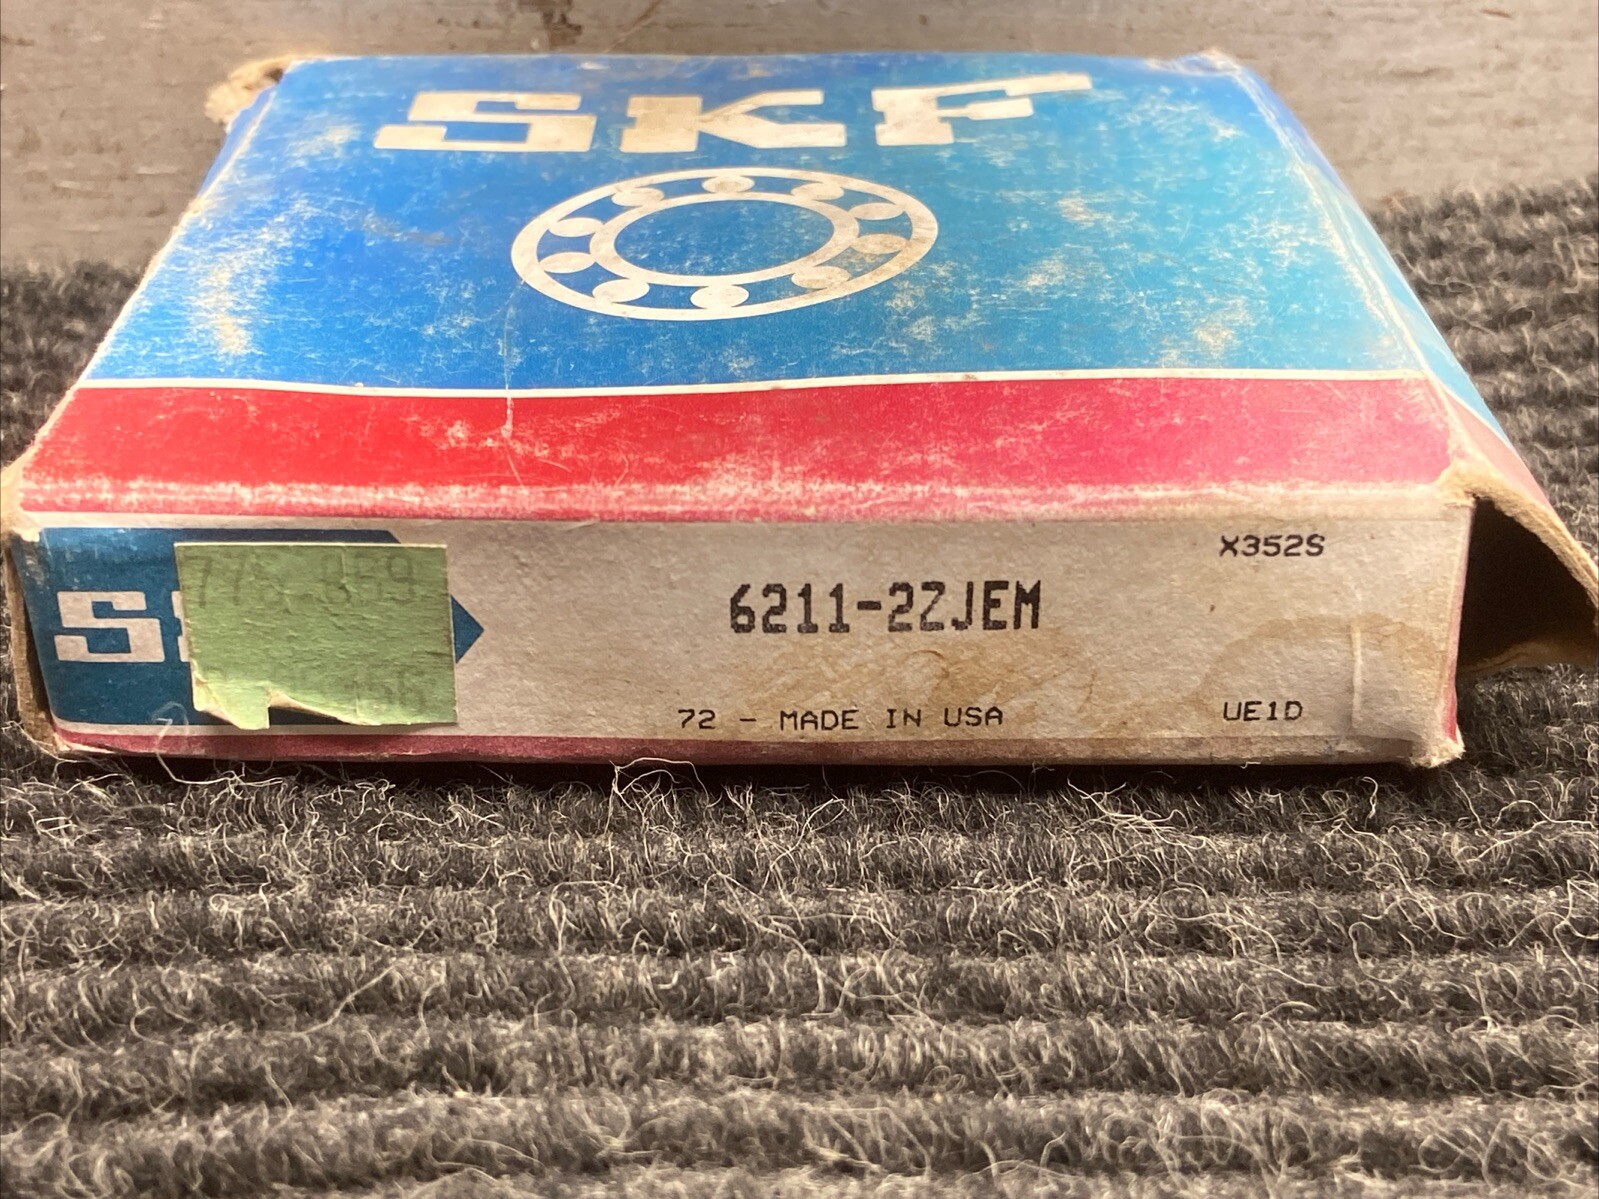 SKF
X352S
6211-2ZJEM
72 - MADE IN USA
UE1D